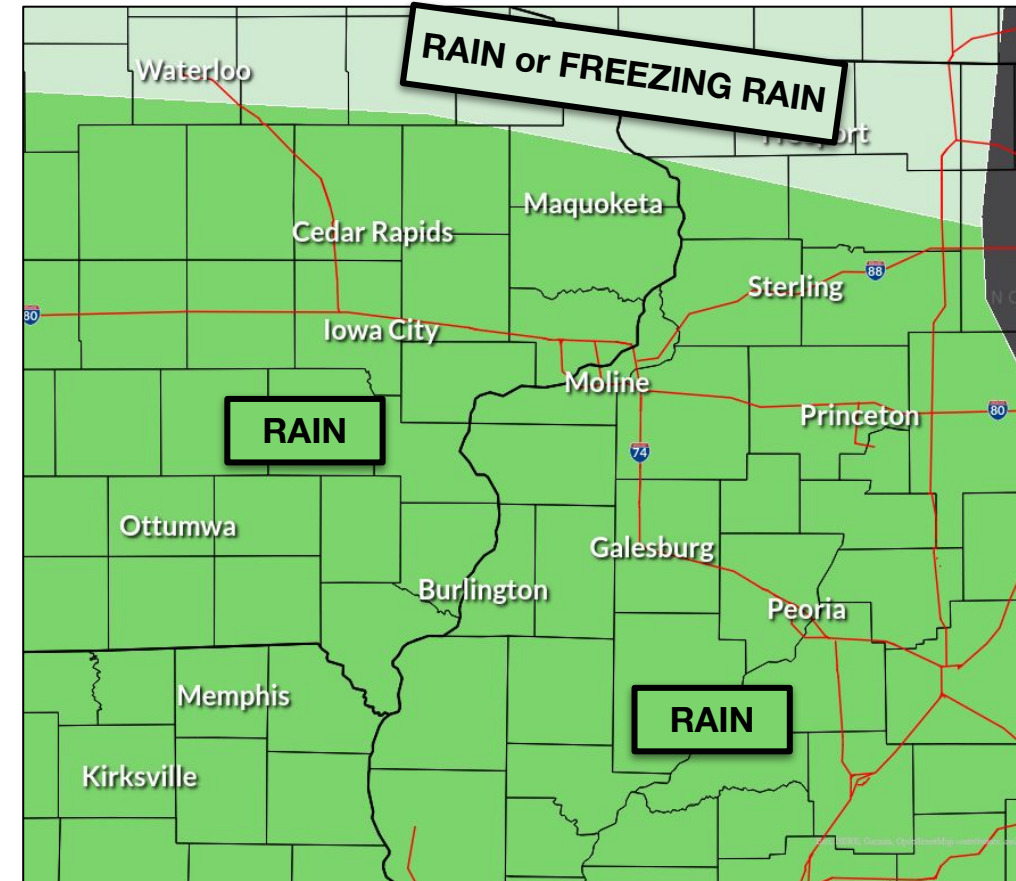 RAIN or FREEZING RAIN
Waterloo
Maquoketa
Cedar Rapids
88
Sterling
80
Iowa City
Moline
Princeton
80
RAIN
74
Ottumwa
Galesburg
Burlington
Peoria
Memphis
RAIN
Kirksville